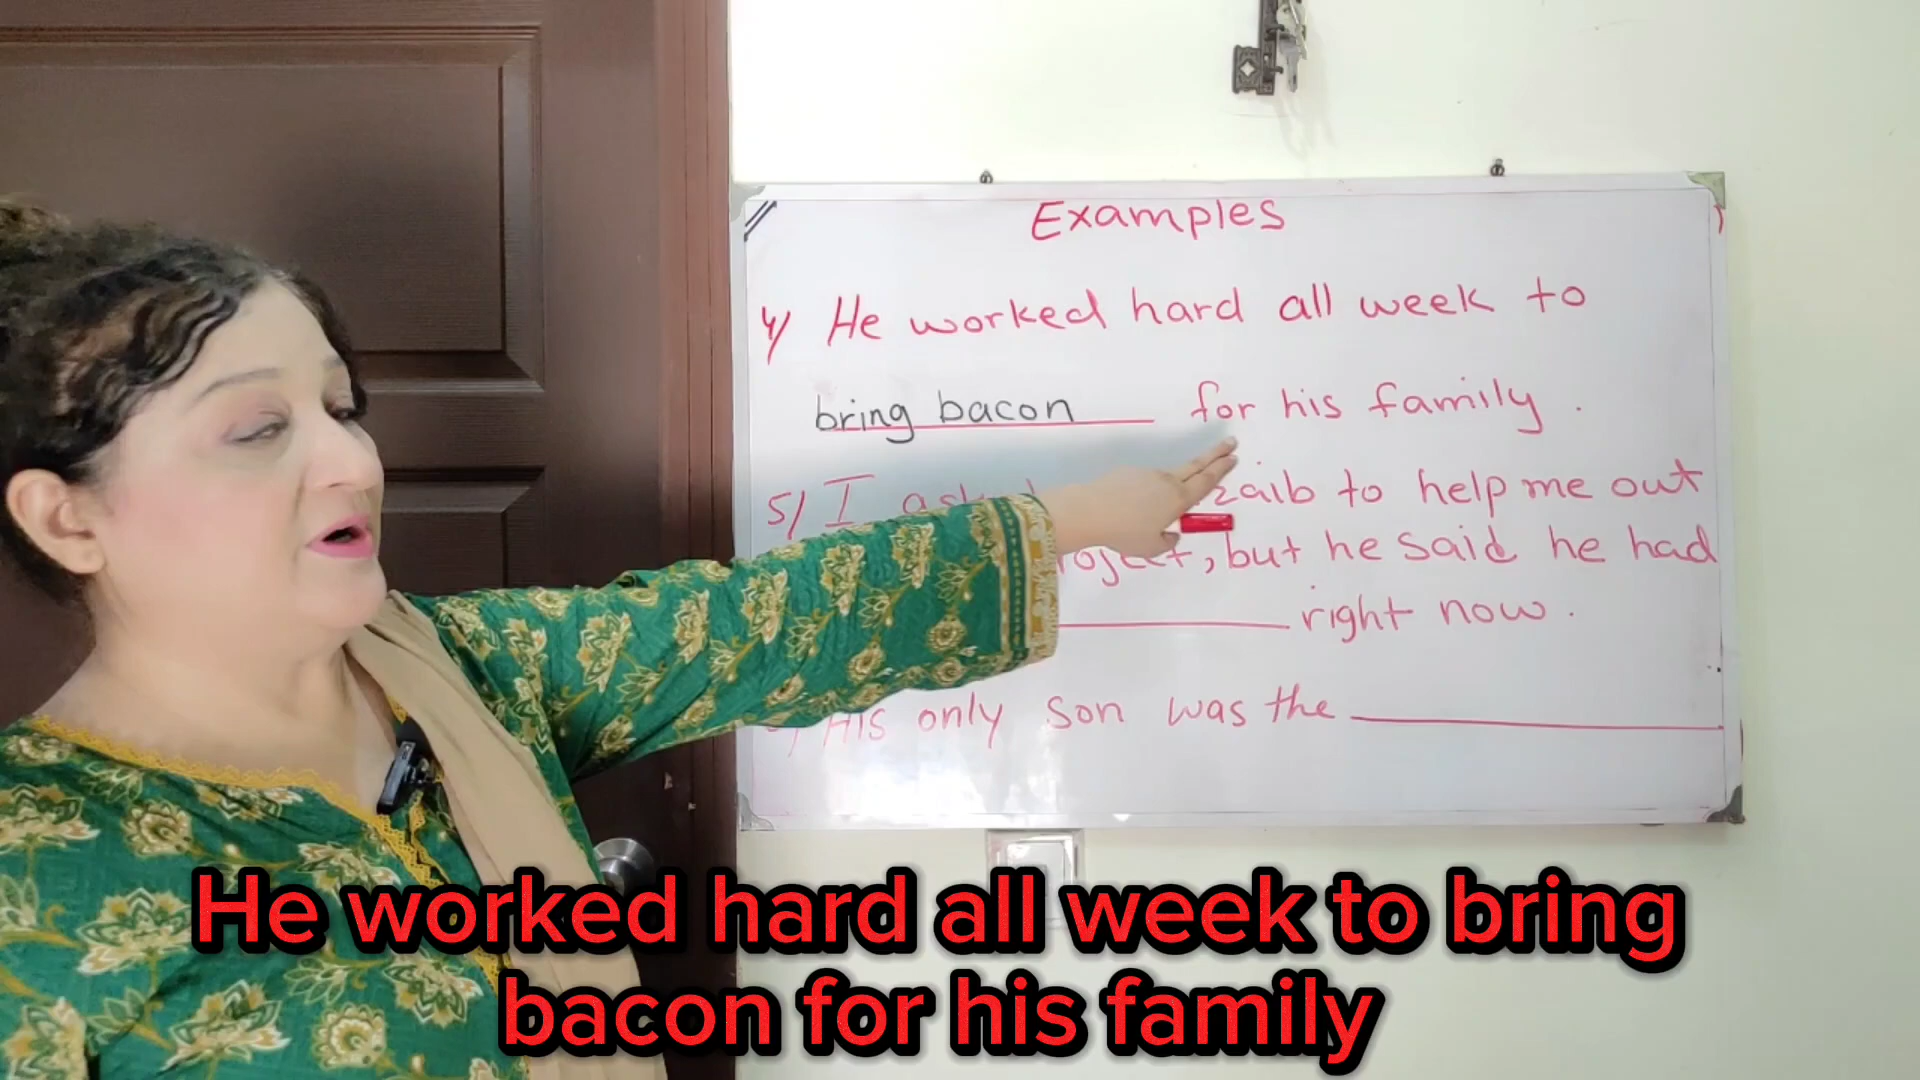 Examples
4/ He worked hard all week to
bring bacon for his family .
5/ I zaib to help me out
, but he said he had
right now .
His only son was the
He worked hard all week to bring
bacon for his family